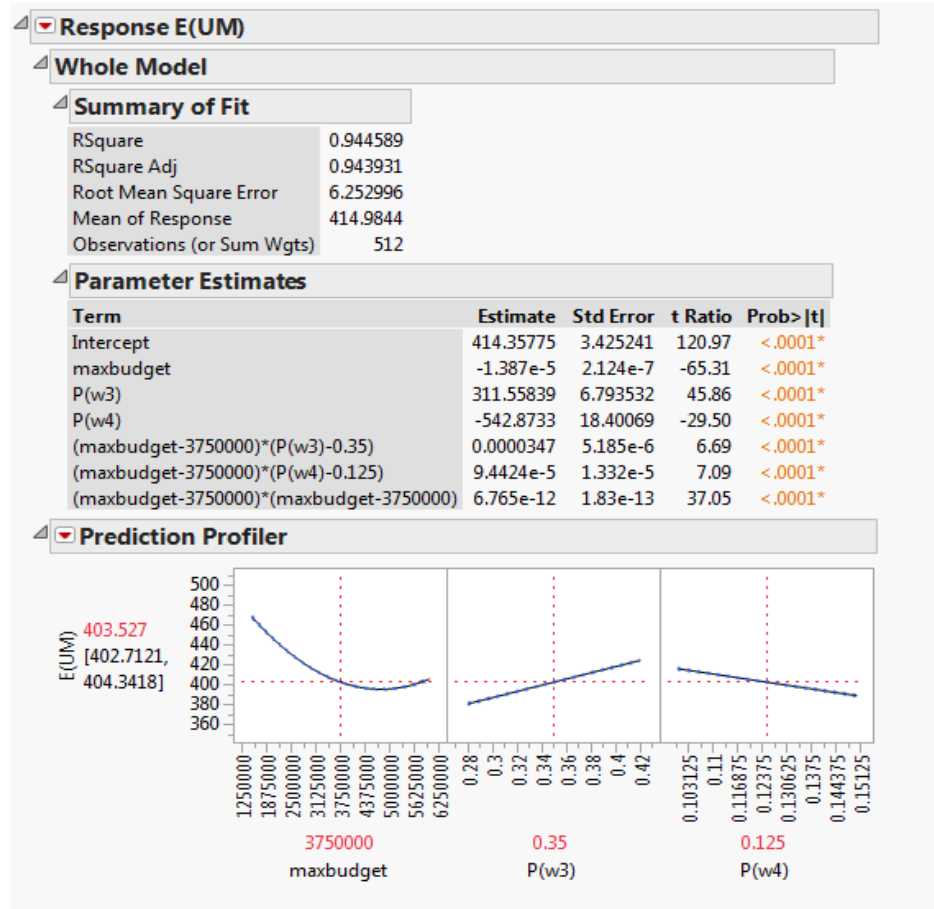 Response E(UM)
Whole Model
Summary of Fit
RSquare 0.944589
RSquare Adj 0.943931
Root Mean Square Error 6.252996
Mean of Response 414.9844
Observations (or Sum Wgts) 512
Parameter Estimates
Term Estimate Std Error t Ratio Prob>|t|
Intercept 414.35775 3.425241 120.97 <.0001*
maxbudget -1.387e-5 2.124e-7 -65.31 <.0001*
P(w3) 311.55839 6.793532 45.86 <.0001*
P(w4) -542.8733 18.40069 -29.50 <.0001*
(maxbudget-3750000)*(P(w3)-0.35) 0.0000347 5.185e-6 6.69 <.0001*
(maxbudget-3750000)*(P(w4)-0.125) 9.4424e-5 1.332e-5 7.09 <.0001*
(maxbudget-3750000)*(maxbudget-3750000) 6.765e-12 1.83e-13 37.05 <.0001*
Prediction Profiler
E(UM)
403.527
[402.7121,
404.3418]
500
480
460
440
420
400
380
360
1250000
1875000
2500000
3125000
3750000
4375000
5000000
5625000
6250000
0.28
0.3
0.32
0.34
0.36
0.38
0.4
0.42
0.103125
0.11
0.116875
0.12375
0.130625
0.1375
0.144375
0.15125
3750000 0.35 0.125
maxbudget P(w3) P(w4)